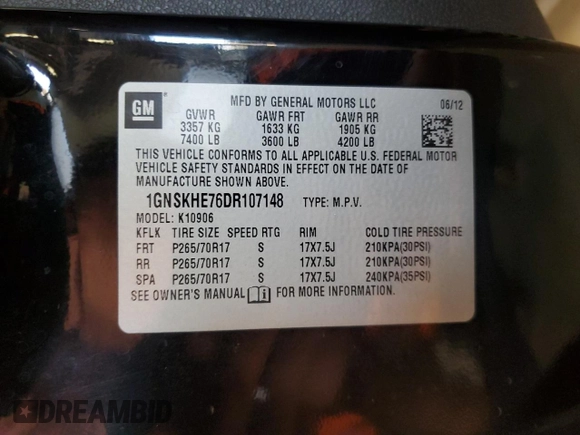 GM
MFD BY GENERAL MOTORS LLC 06/12
GVWR GAWR FRT GAWR RR
3357 KG 1633 KG 1905 KG
7400 LB 3600 LB 4200 LB
THIS VEHICLE CONFORMS TO ALL APPLICABLE U.S. FEDERAL MOTOR
VEHICLE SAFETY STANDARDS IN EFFECT ON THE DATE OF
MANUFACTURE SHOWN ABOVE.
1GNSKHE76DR107148 TYPE: M.P.V.
MODEL: K10906
KFLK TIRE SIZE SPEED RTG RIM COLD TIRE PRESSURE
FRT P265/70R17 S 17X7.5J 210KPA(30PSI)
RR P265/70R17 S 17X7.5J 210KPA(30PSI)
SPA P265/70R17 S 17X7.5J 240KPA(35PSI)
SEE OWNER'S MANUAL FOR MORE INFORMATION.
DREAMBID